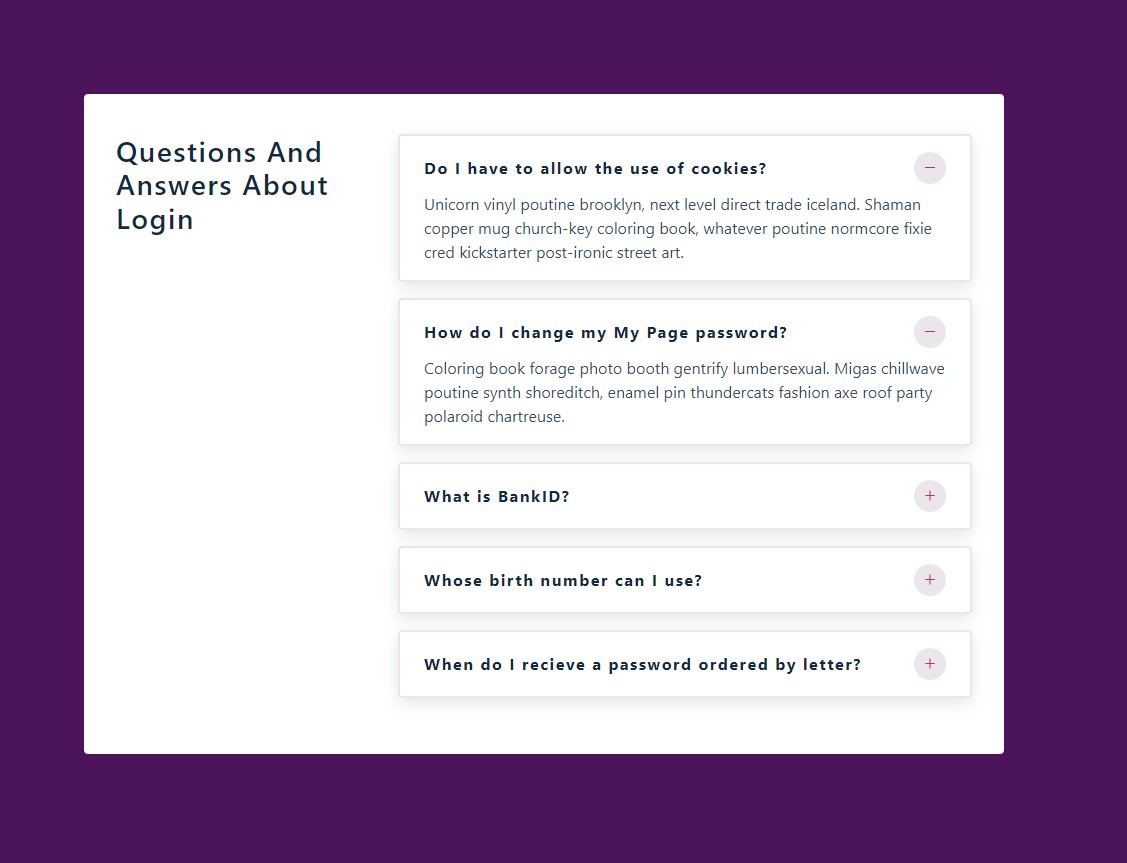 Questions And
Answers About
Login
Do I have to allow the use of cookies?
Unicorn vinyl poutine brooklyn, next level direct trade iceland. Shaman
copper mug church-key coloring book, whatever poutine normcore fixie
cred kickstarter post-ironic street art.
How do I change my My Page password?
Coloring book forage photo booth gentrify lumbersexual. Migas chillwave
poutine synth shoreditch, enamel pin thundercats fashion axe roof party
polaroid chartreuse.
What is BankID?
Whose birth number can I use?
When do I recieve a password ordered by letter?